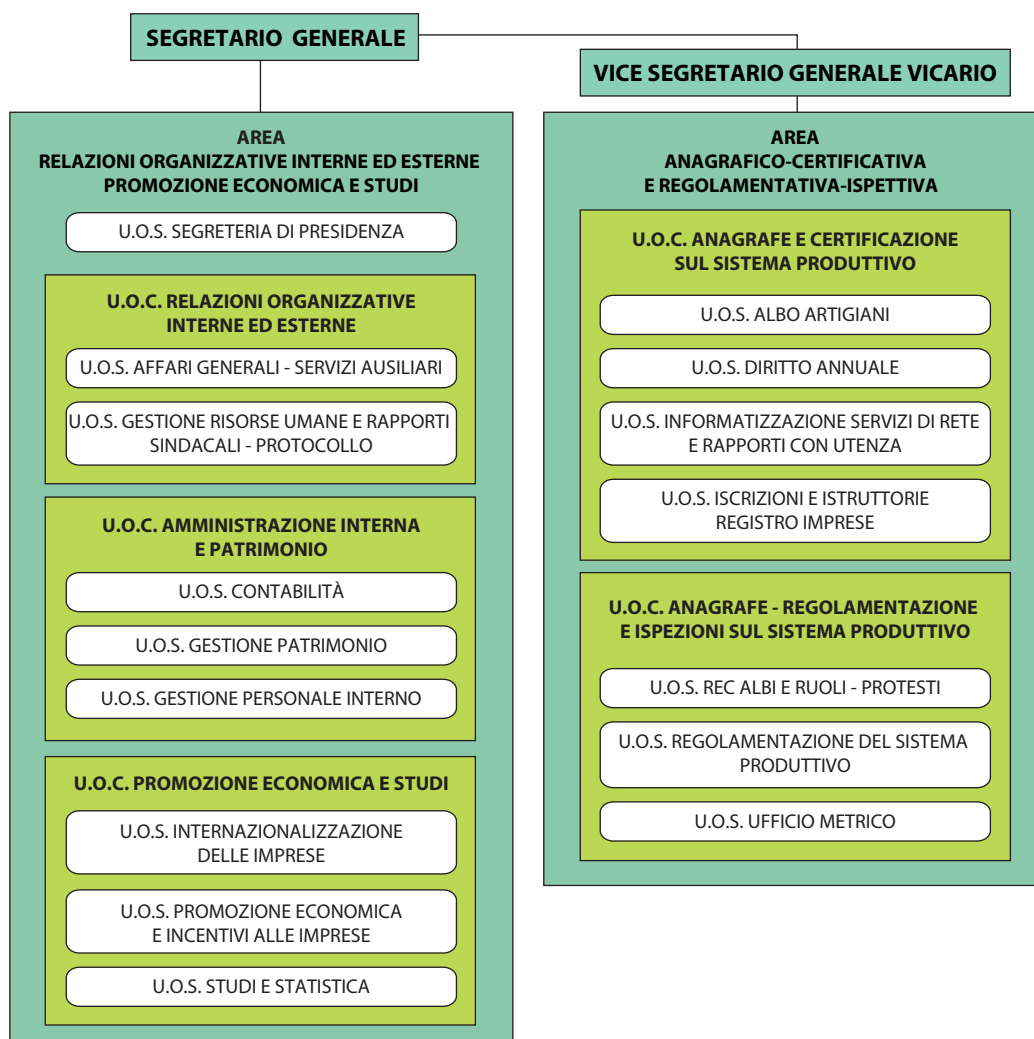 SEGRETARIO GENERALE
VICE SEGRETARIO GENERALE VICARIO
AREA
RELAZIONI ORGANIZZATIVE INTERNE ED ESTERNE
PROMOZIONE ECONOMICA E STUDI
U.O.S. SEGRETERIA DI PRESIDENZA
U.O.C. RELAZIONI ORGANIZZATIVE
INTERNE ED ESTERNE
U.O.S. AFFARI GENERALI - SERVIZI AUSILIARI
U.O.S. GESTIONE RISORSE UMANE E RAPPORTI
SINDACALI - PROTOCOLLO
U.O.C. AMMINISTRAZIONE INTERNA
E PATRIMONIO
U.O.S. CONTABILITÀ
U.O.S. GESTIONE PATRIMONIO
U.O.S. GESTIONE PERSONALE INTERNO
U.O.C. PROMOZIONE ECONOMICA E STUDI
U.O.S. INTERNAZIONALIZZAZIONE
DELLE IMPRESE
U.O.S. PROMOZIONE ECONOMICA
E INCENTIVI ALLE IMPRESE
U.O.S. STUDI E STATISTICA
AREA
ANAGRAFICO-CERTIFICATIVA
E REGOLAMENTATIVA-ISPETTIVA
U.O.C. ANAGRAFE E CERTIFICAZIONE
SUL SISTEMA PRODUTTIVO
U.O.S. ALBO ARTIGIANI
U.O.S. DIRITTO ANNUALE
U.O.S. INFORMATIZZAZIONE SERVIZI DI RETE
E RAPPORTI CON UTENZA
U.O.S. ISCRIZIONI E ISTRUTTORIE
REGISTRO IMPRESE
U.O.C. ANAGRAFE - REGOLAMENTAZIONE
E ISPEZIONI SUL SISTEMA PRODUTTIVO
U.O.S. REC ALBI E RUOLI - PROTESTI
U.O.S. REGOLAMENTAZIONE DEL SISTEMA
PRODUTTIVO
U.O.S. UFFICIO METRICO